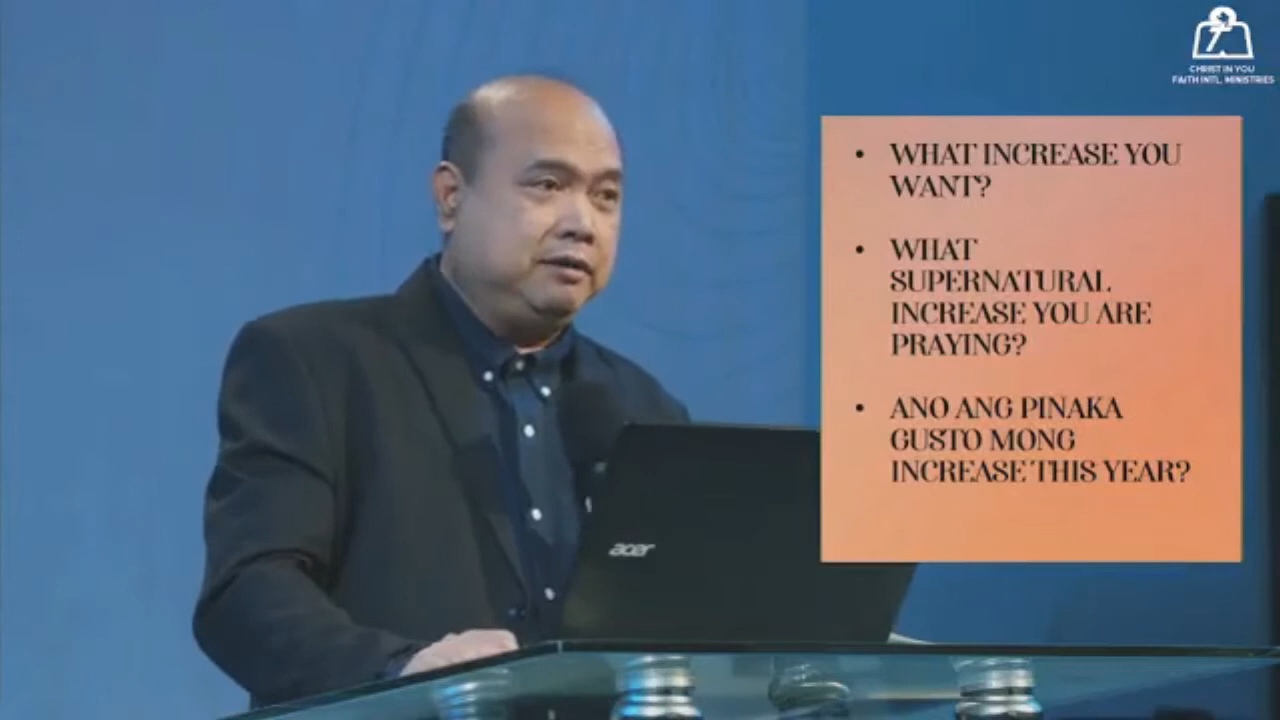 CHRIST IN YOU
FAITH INTL. MINISTRIES
• WHAT INCREASE YOU
WANT?
• WHAT
SUPERNATURAL
INCREASE YOU ARE
PRAYING?
• ANO ANG PINAKA
GUSTO MONG
INCREASE THIS YEAR?
acer